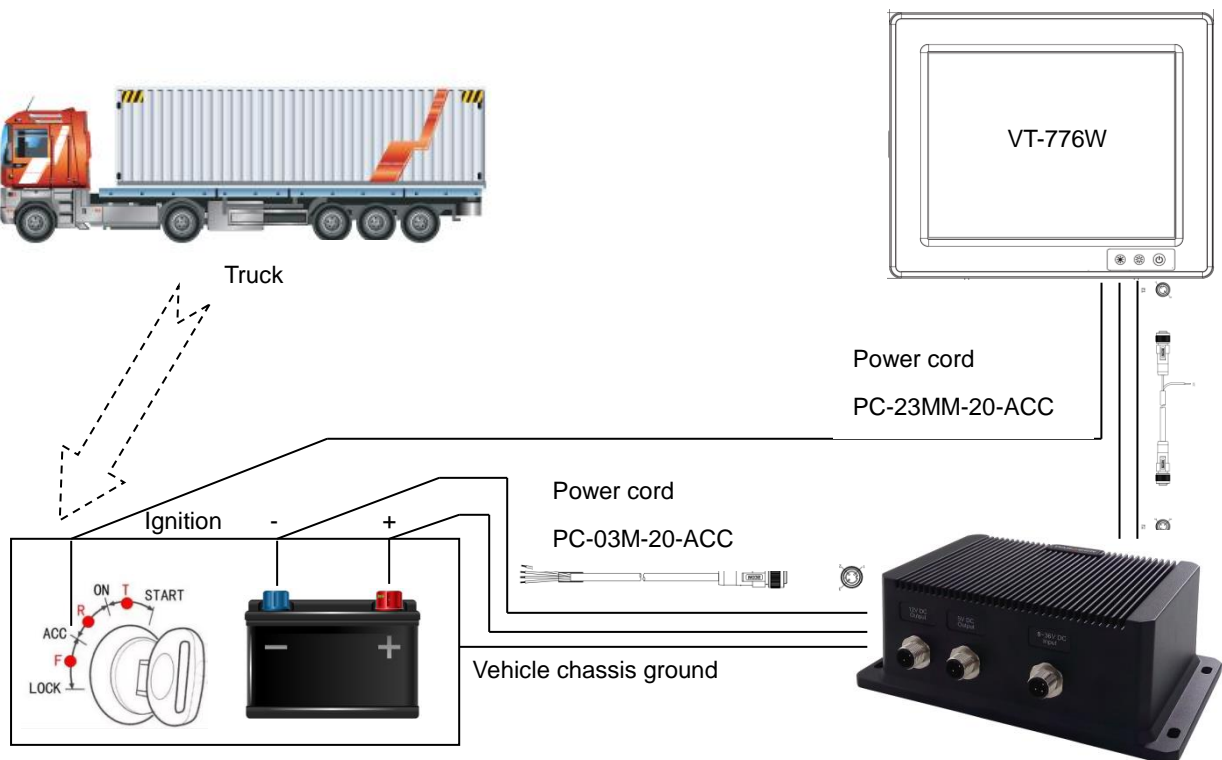 VT-776W
Truck
Power cord
PC-23MM-20-ACC
Ignition - +
Power cord
PC-03M-20-ACC
ON T START
R
ACC
F
LOCK
Vehicle chassis ground
12V DC
Output
5V DC
Output
8~36V DC
Input